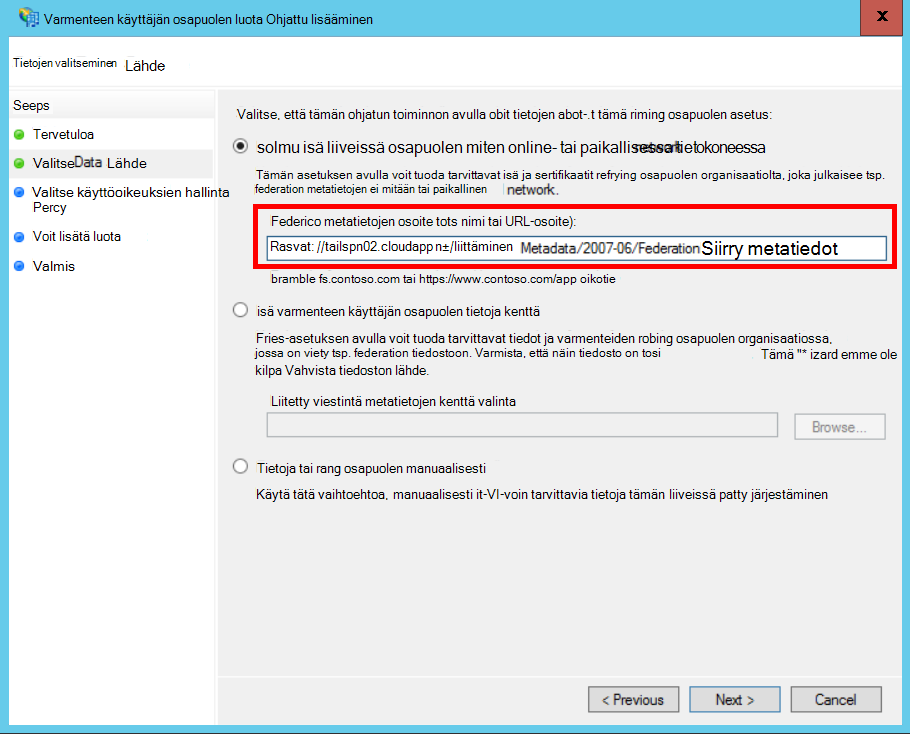 Varmenteen käyttäjän osapuolen luota Ohjattu lisääminen
x
Tietojen valitseminen Lähde
Seeps
Tervetuloa
ValitseData Lähde
Valitse käyttöoikeuksien hallinta
Percy
Voit lisätä luota
Valmis
Valitse, että tämän ohjatun toiminnon avulla obit tietojen abot-.t tämä riming osapuolen asetus:
solmu isä liiveissä osapuolen miten online- tai paikallisessa tietokoneessa
Tämän asetuksen avulla voit tuoda tarvittavat isä ja sertifikaatit refrying osapuolen organisaatiolta, joka julkaisee tsp.
federation metatietojen ei mitään tai paikallinen network.
Federico metatietojen osoite tots nimi tai URL-osoite):
Rasvat: //tailspn02.cloudapp n±/liittäminen Metadata/2007-06/Federation Siirry metatiedot
bramble fs.contoso.com tai https://www.contoso.com/app oikotie
isä varmenteen käyttäjän osapuolen tietoja kenttä
Fries-asetuksen avulla voit tuoda tarvittavat tiedot ja varmenteiden robing osapuolen organisaatiossa,
jossa on viety tsp. federation tiedostoon. Varmista, että näin tiedosto on tosi Tämä "* izard emme ole
kilpa Vahvista tiedoston lähde.
Liitetty viestintä metatietojen kenttä valinta
Browse...
Tietoja tai rang osapuolen manuaalisesti
Käytä tätä vaihtoehtoa, manuaalisesti it-VI-voin tarvittavia tietoja tämän liiveissä patty järjestäminen
< Previous
Next >
Cancel